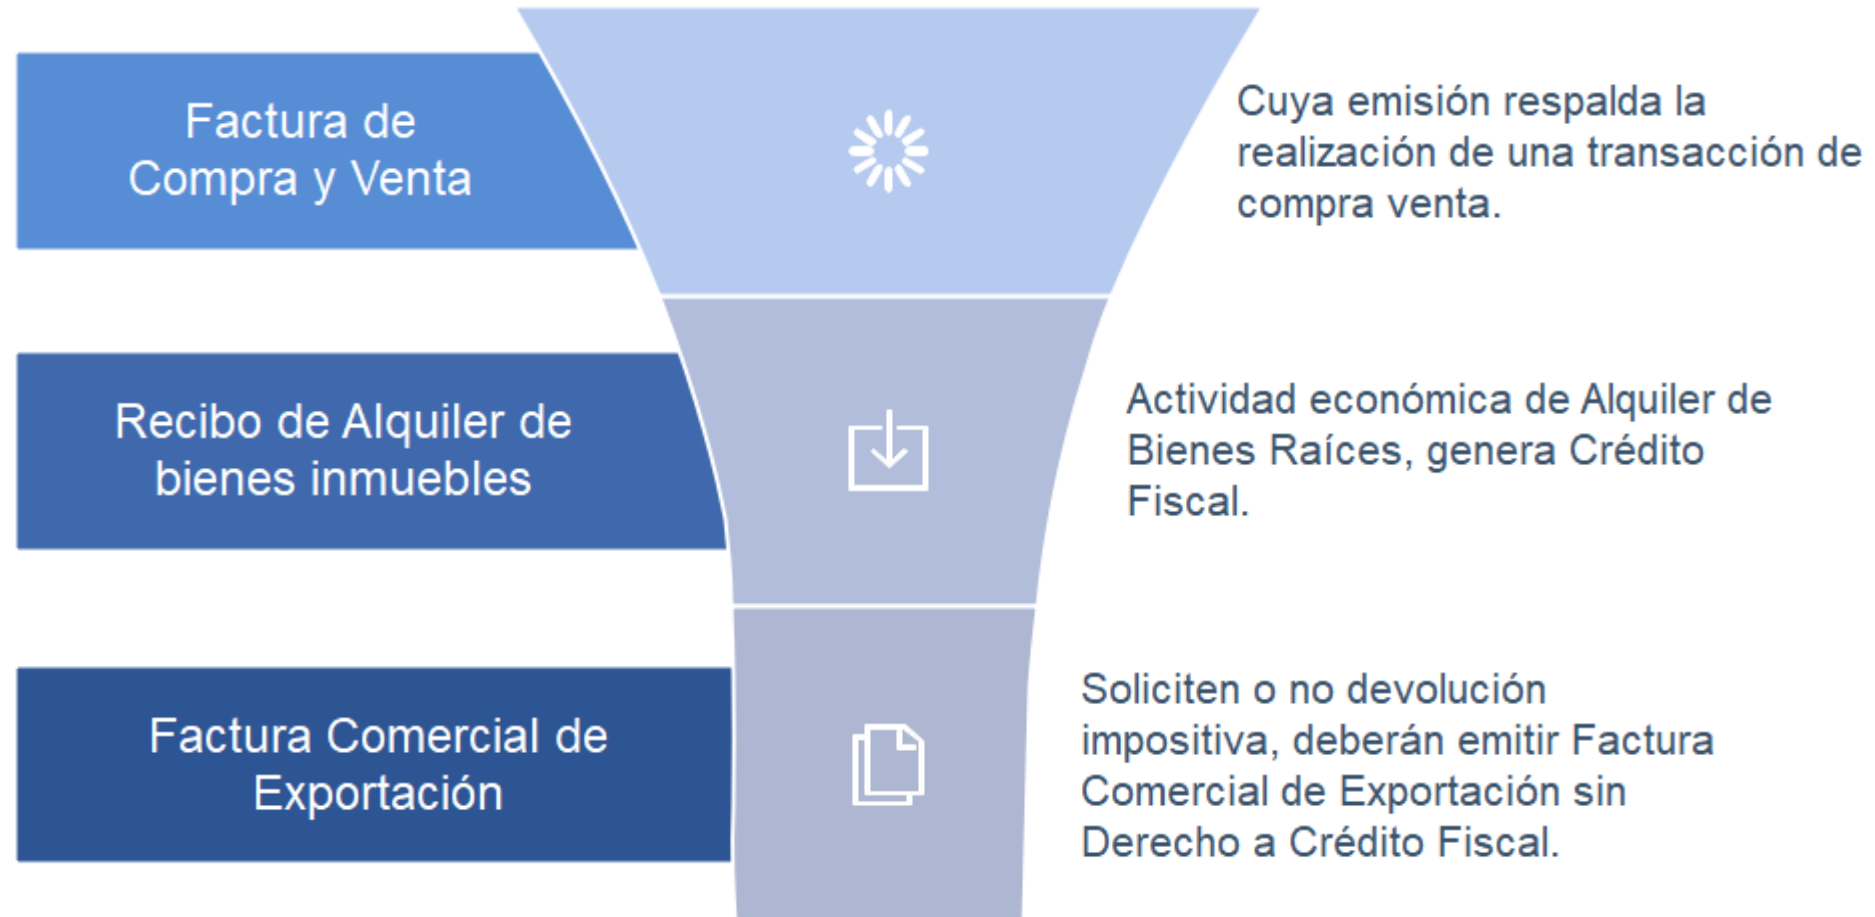 Factura de
Compra y Venta
Cuya emisión respalda la
realización de una transacción de
compra venta.
Recibo de Alquiler de
bienes inmuebles
Actividad económica de Alquiler de
Bienes Raíces, genera Crédito
Fiscal.
Factura Comercial de
Exportación
Soliciten o no devolución
impositiva, deberán emitir Factura
Comercial de Exportación sin
Derecho a Crédito Fiscal.